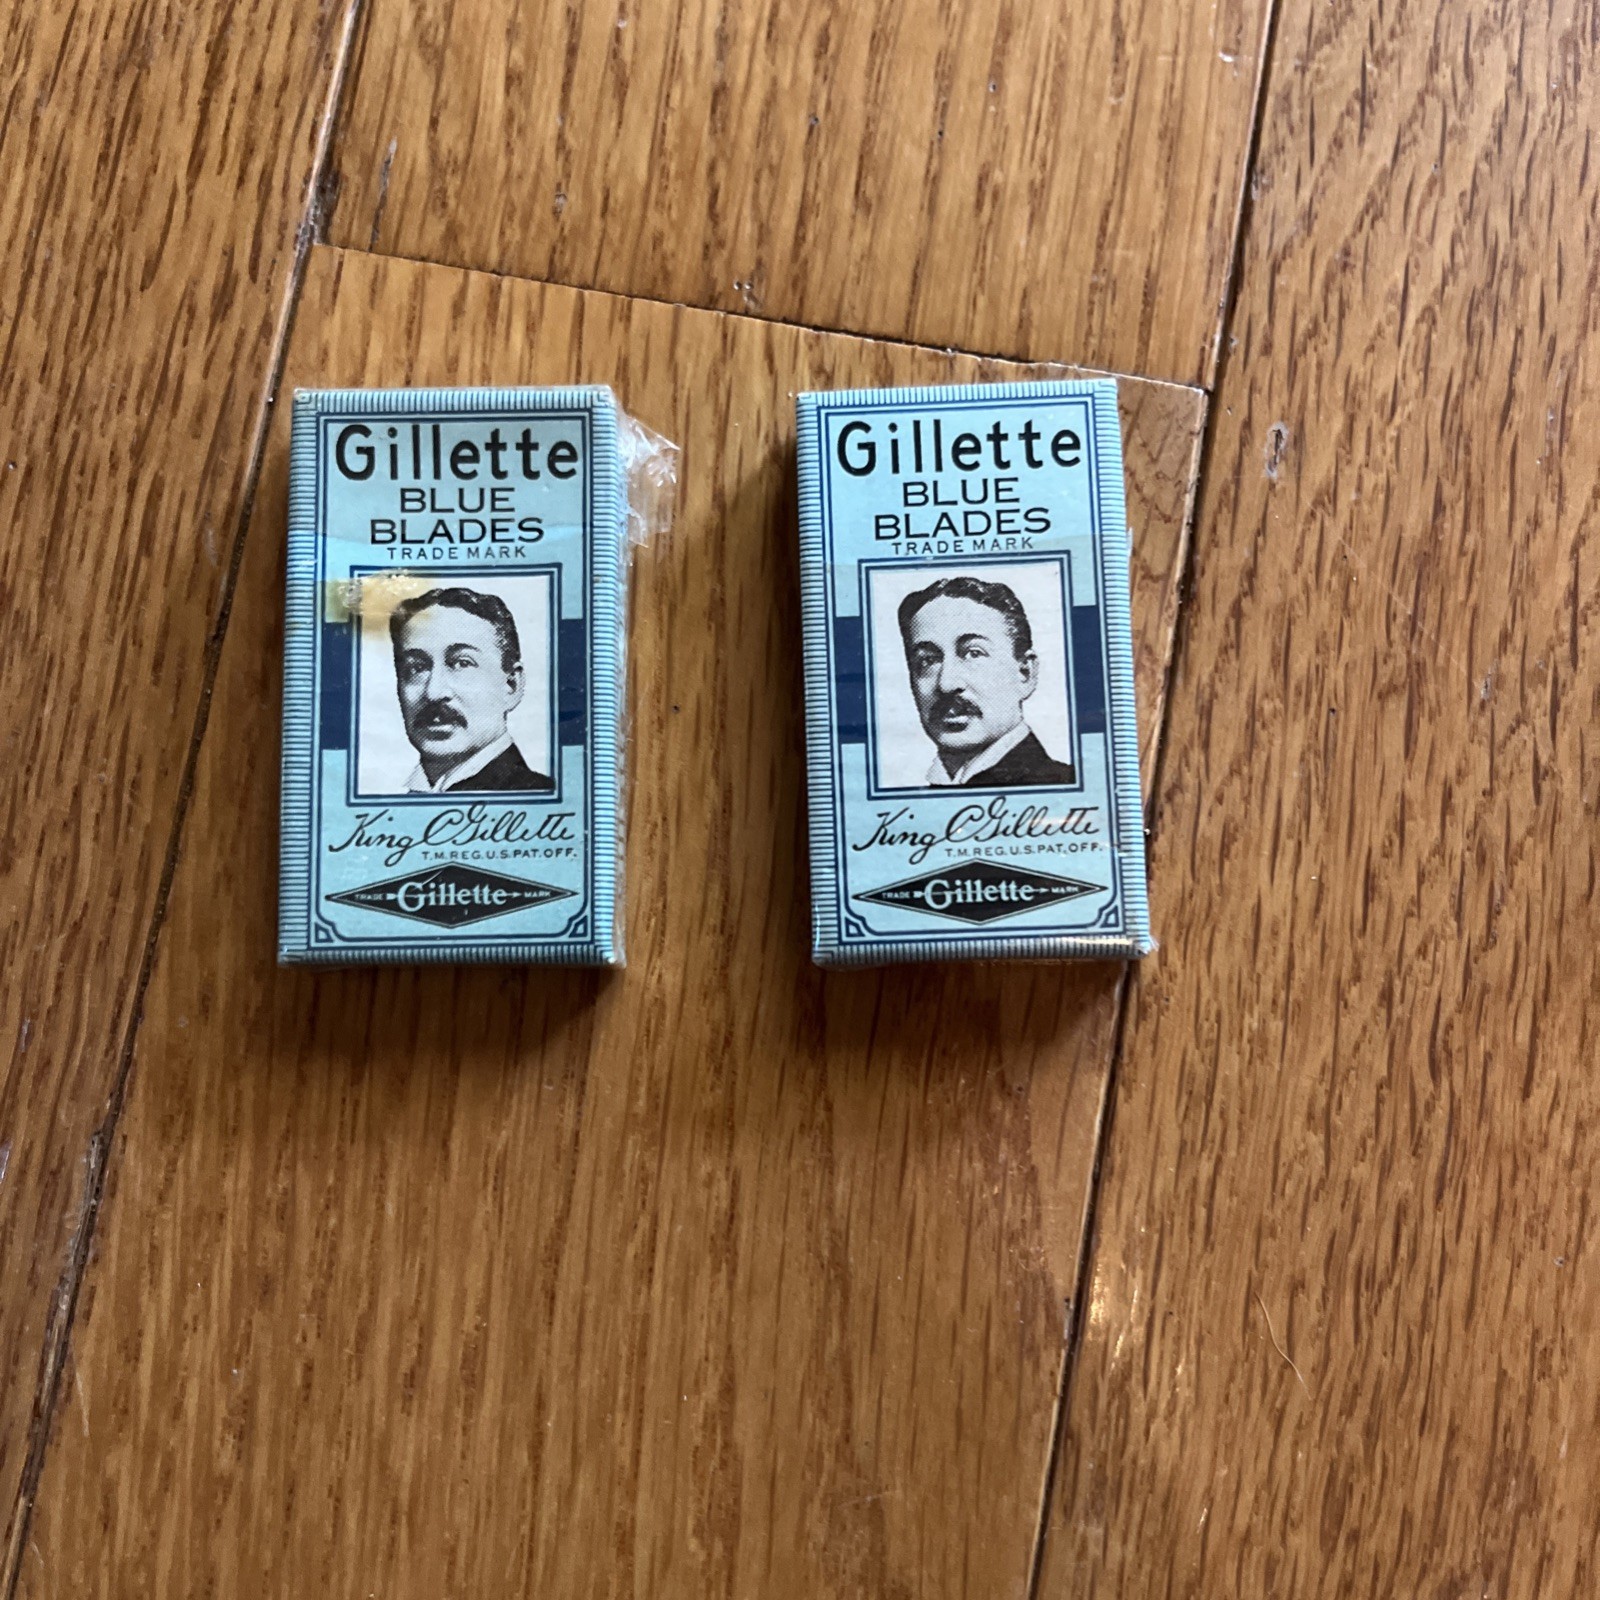 Gillette
BLUE
BLADES
TRADE MARK
King C Gillette
T.M.REG.U.S.PAT.OFF.
TRADE Gillette MARK
Gillette
BLUE
BLADES
TRADE MARK
King C Gillette
T.M.REG.U.S.PAT.OFF.
TRADE Gillette MARK